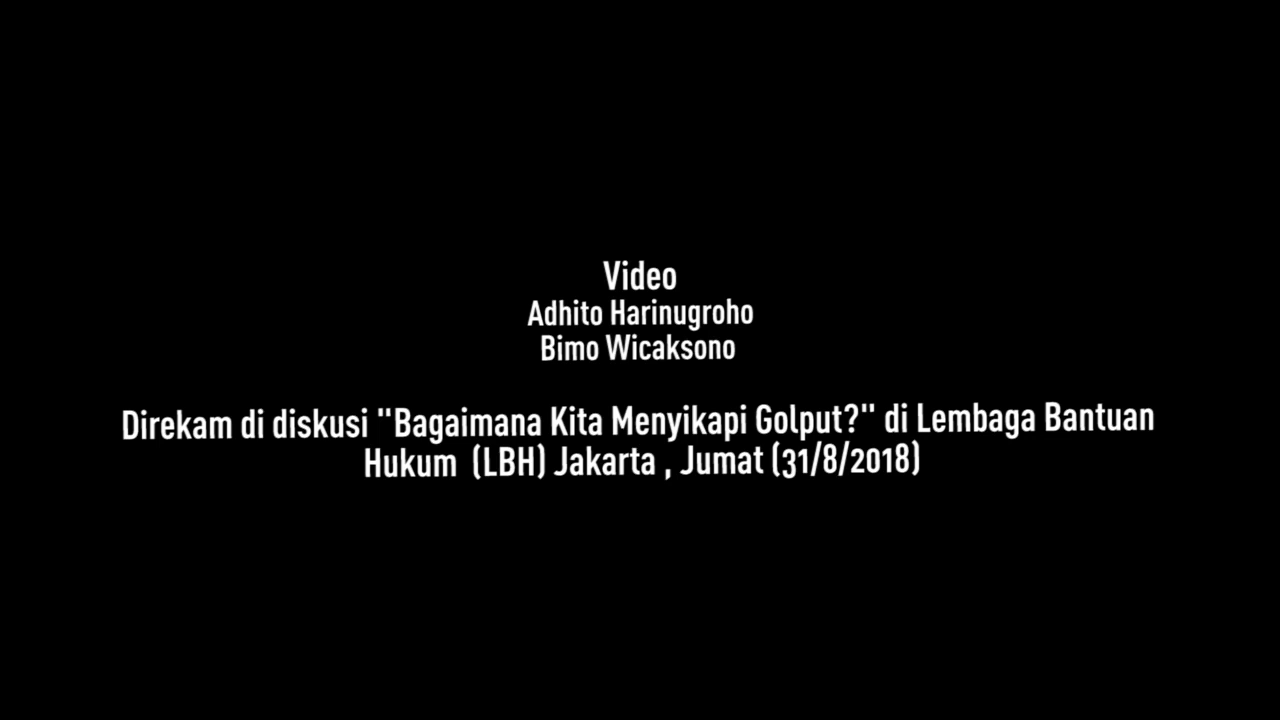 Video
Adhito Harinugroho
Bimo Wicaksono
Direkam di diskusi "Bagaimana Kita Menyikapi Golput?" di Lembaga Bantuan
Hukum (LBH) Jakarta , Jumat (31/8/2018)